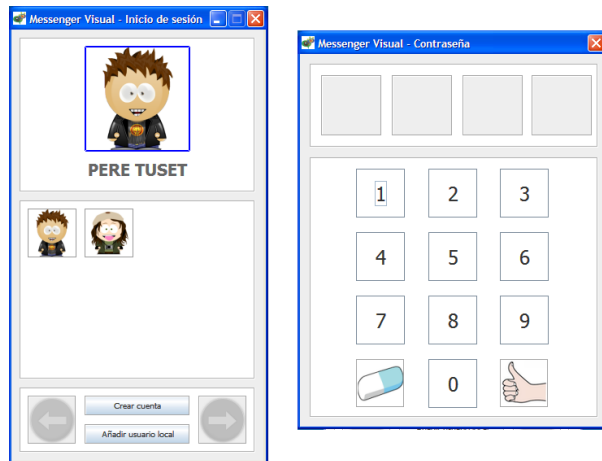 Messenger Visual - Inicio de sesión
PERE TUSET
Crear cuenta
Añadir usuario local
Messenger Visual - Contraseña
1 2 3
4 5 6
7 8 9
0